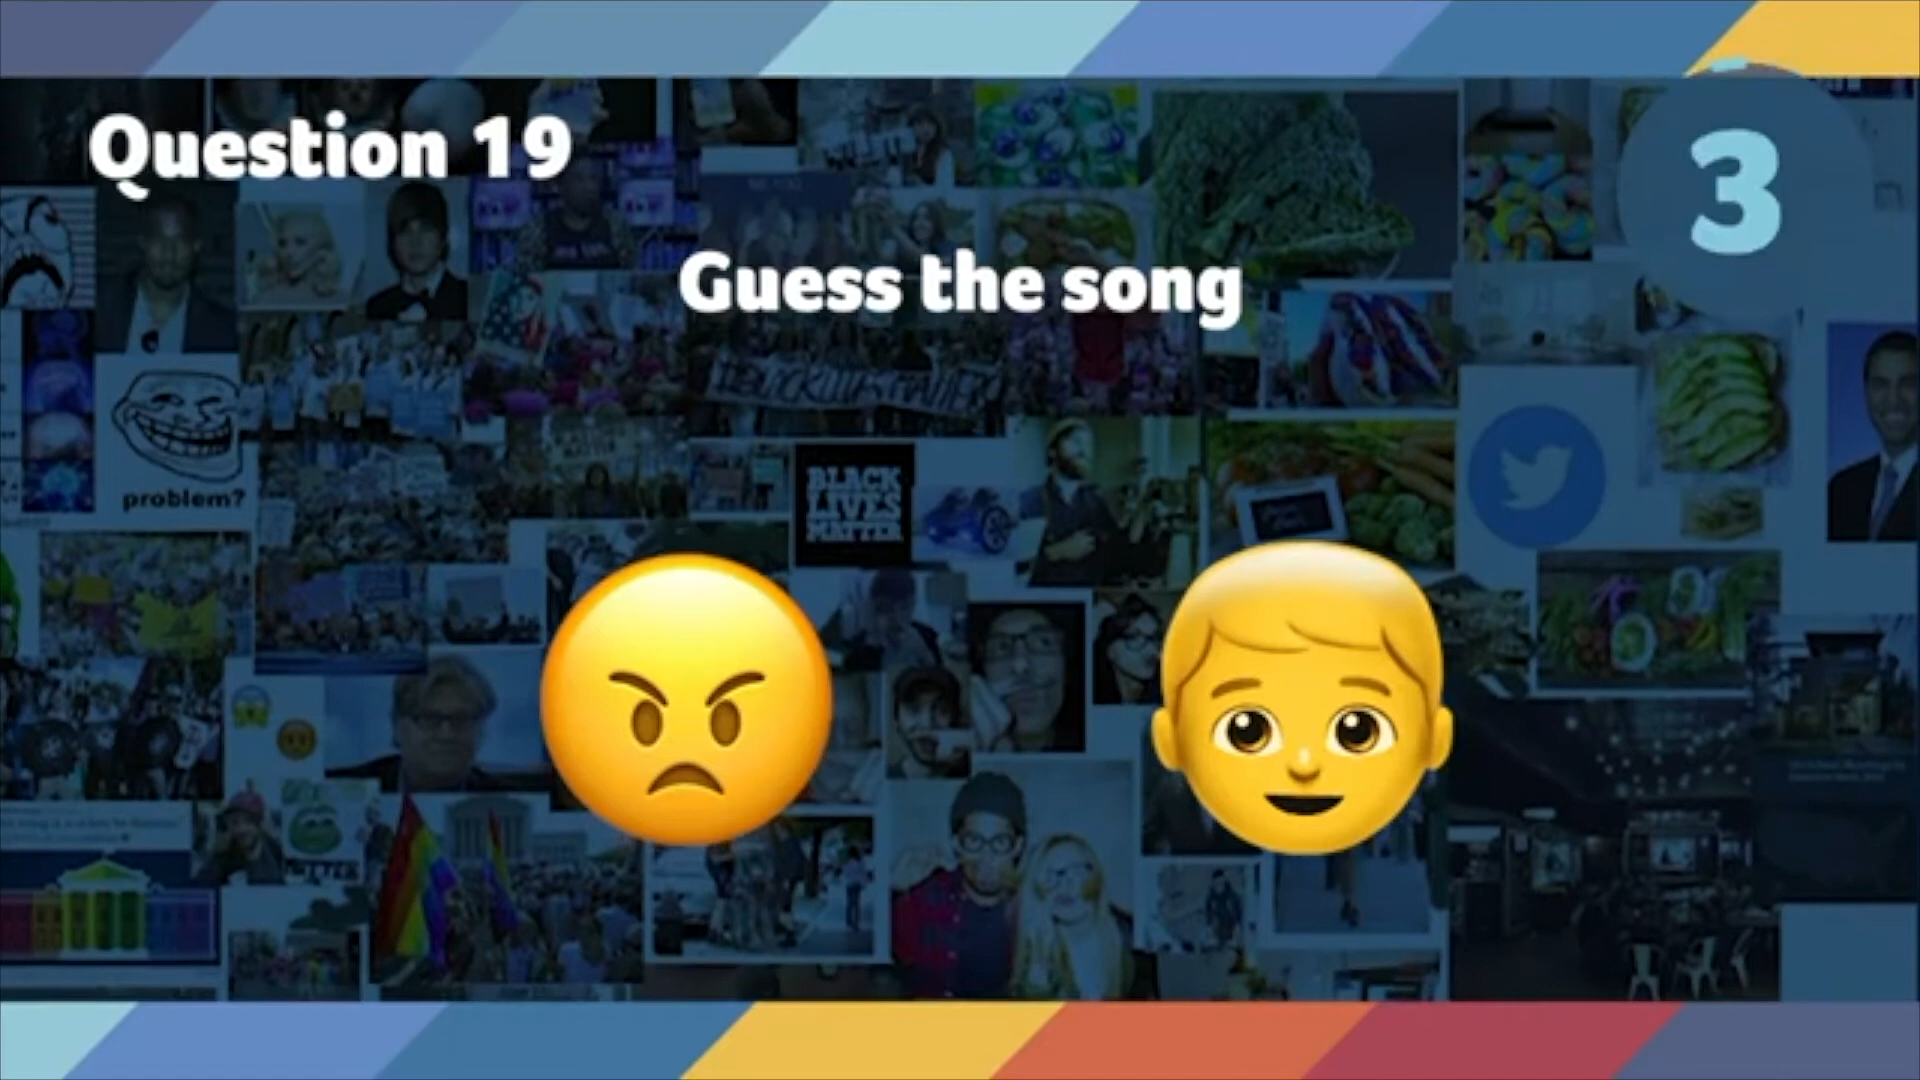 Question 19
3
Guess the song
problem?
BLACK
LIVES
MATTER